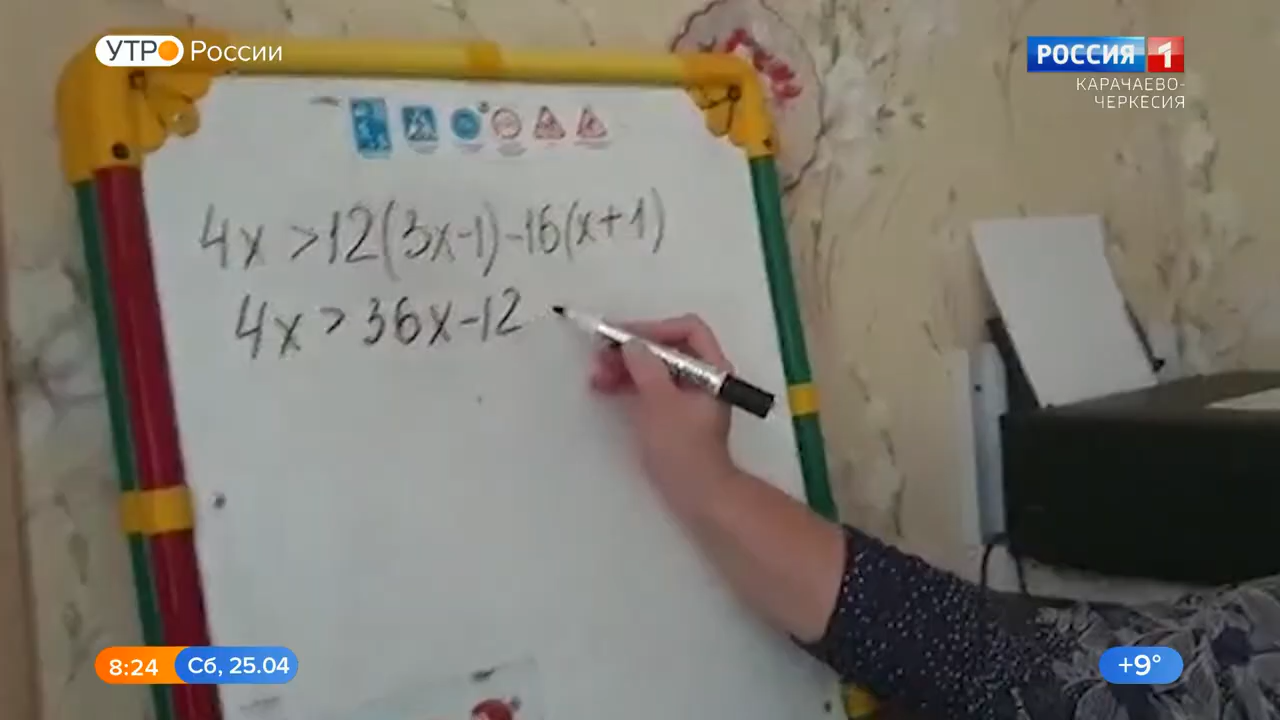 УТРО России
РОССИЯ 1
КАРАЧАЕВО-
ЧЕРКЕСИЯ
4x >12(3x-1)-16(x+1)
4x > 36x-12
8:24 Сб, 25.04
+9°